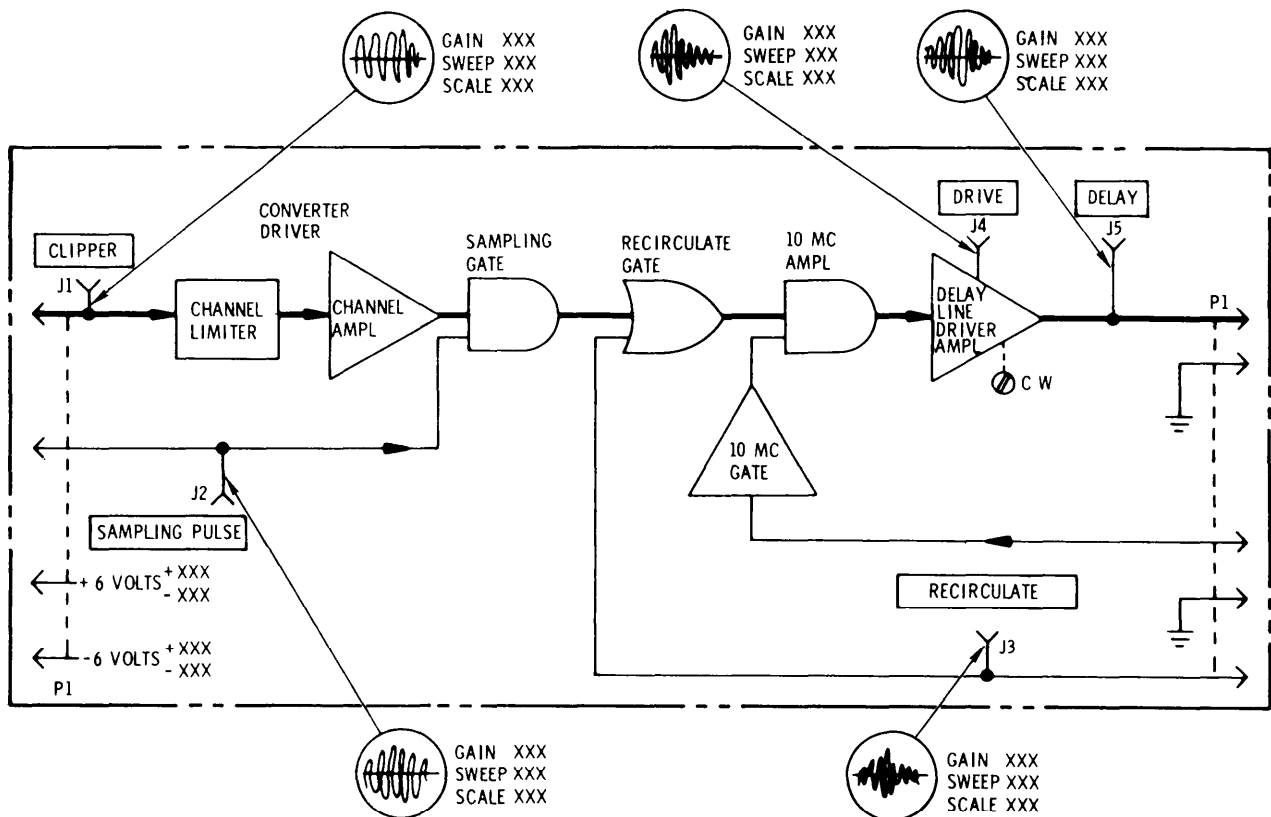 GAIN XXX
SWEEP XXX
SCALE XXX
GAIN XXX
SWEEP XXX
SCALE XXX
GAIN XXX
SWEEP XXX
SCALE XXX
CLIPPER
J1
CHANNEL
LIMITER
CONVERTER
DRIVER
CHANNEL
AMPL
SAMPLING
GATE
RECIRCULATE
GATE
10 MC
AMPL
DRIVE
J4
DELAY
LINE
DRIVER
AMPL
C W
DELAY
J5
P1
J2
SAMPLING PULSE
10 MC
GATE
+ 6 VOLTS + XXX
- XXX
- 6 VOLTS + XXX
- XXX
P1
RECIRCULATE
J3
GAIN XXX
SWEEP XXX
SCALE XXX
GAIN XXX
SWEEP XXX
SCALE XXX